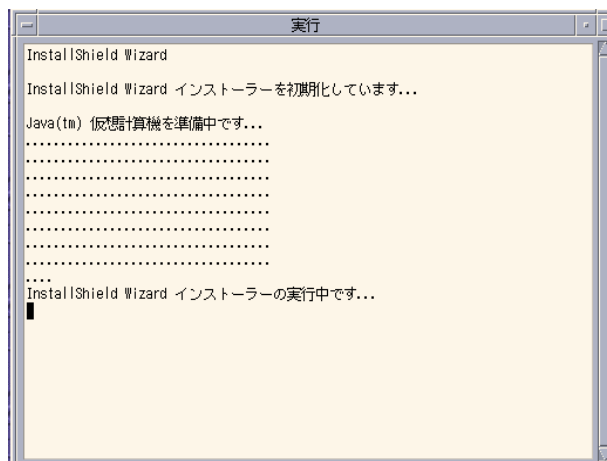 実行
InstallShield Wizard
InstallShield Wizard インストーラーを初期化しています...
Java(tm) 仮想計算機を準備中です...
...................................
...................................
...................................
...................................
...................................
...................................
...................................
...................................
....
InstallShield Wizard インストーラーの実行中です...